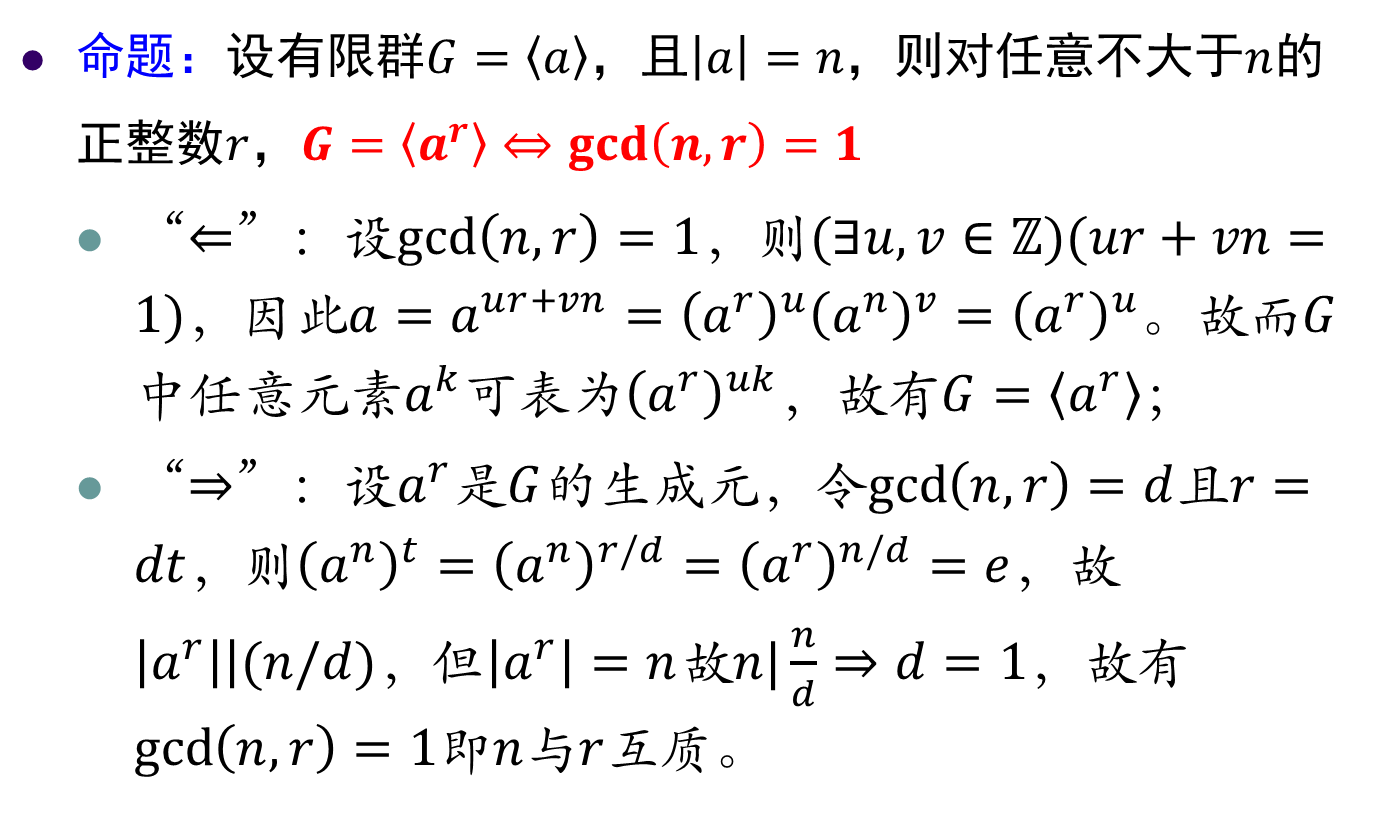 命题：设有限群G = ⟨a⟩，且|a| = n，则对任意不大于n的
正整数r，G = ⟨aʳ⟩ ⇔ gcd(n, r) = 1
“⇐”：设gcd(n, r) = 1，则(∃u, v ∈ ℤ)(ur + vn =
1)，因此a = a^{ur+vn} = (a^r)^u(a^n)^v = (a^r)^u。故而G
中任意元素a^k可表为(a^r)^{uk}，故有G = ⟨a^r⟩；
“⇒”：设a^r是G的生成元，令gcd(n, r) = d且r =
dt，则(a^n)^t = (a^n)^{r/d} = (a^r)^{n/d} = e，故
|a^r||(n/d)，但|a^r| = n故n|\frac{n}{d} ⇒ d = 1，故有
gcd(n, r) = 1即n与r互质。